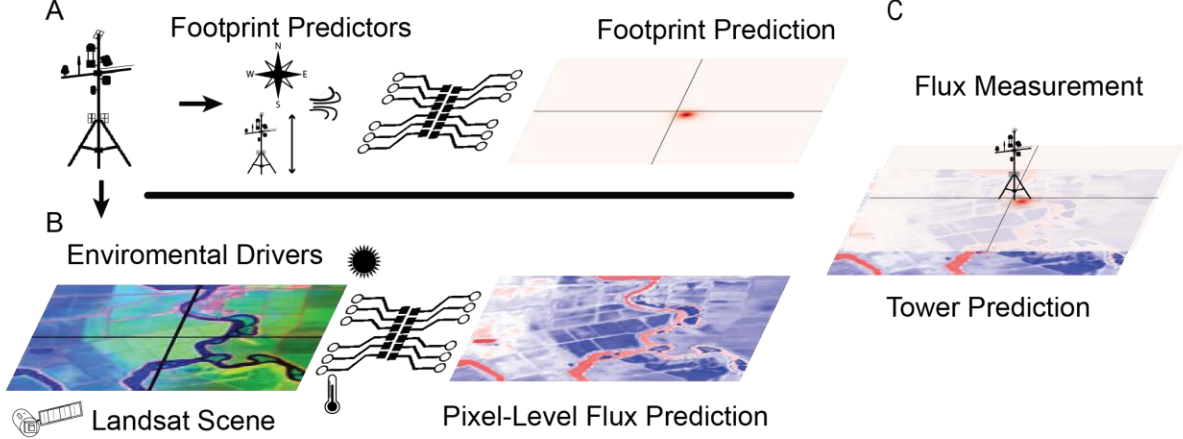 A
Footprint Predictors
N
W
E
S
Footprint Prediction
B
Enviromental Drivers
Landsat Scene
Pixel-Level Flux Prediction
C
Flux Measurement
Tower Prediction